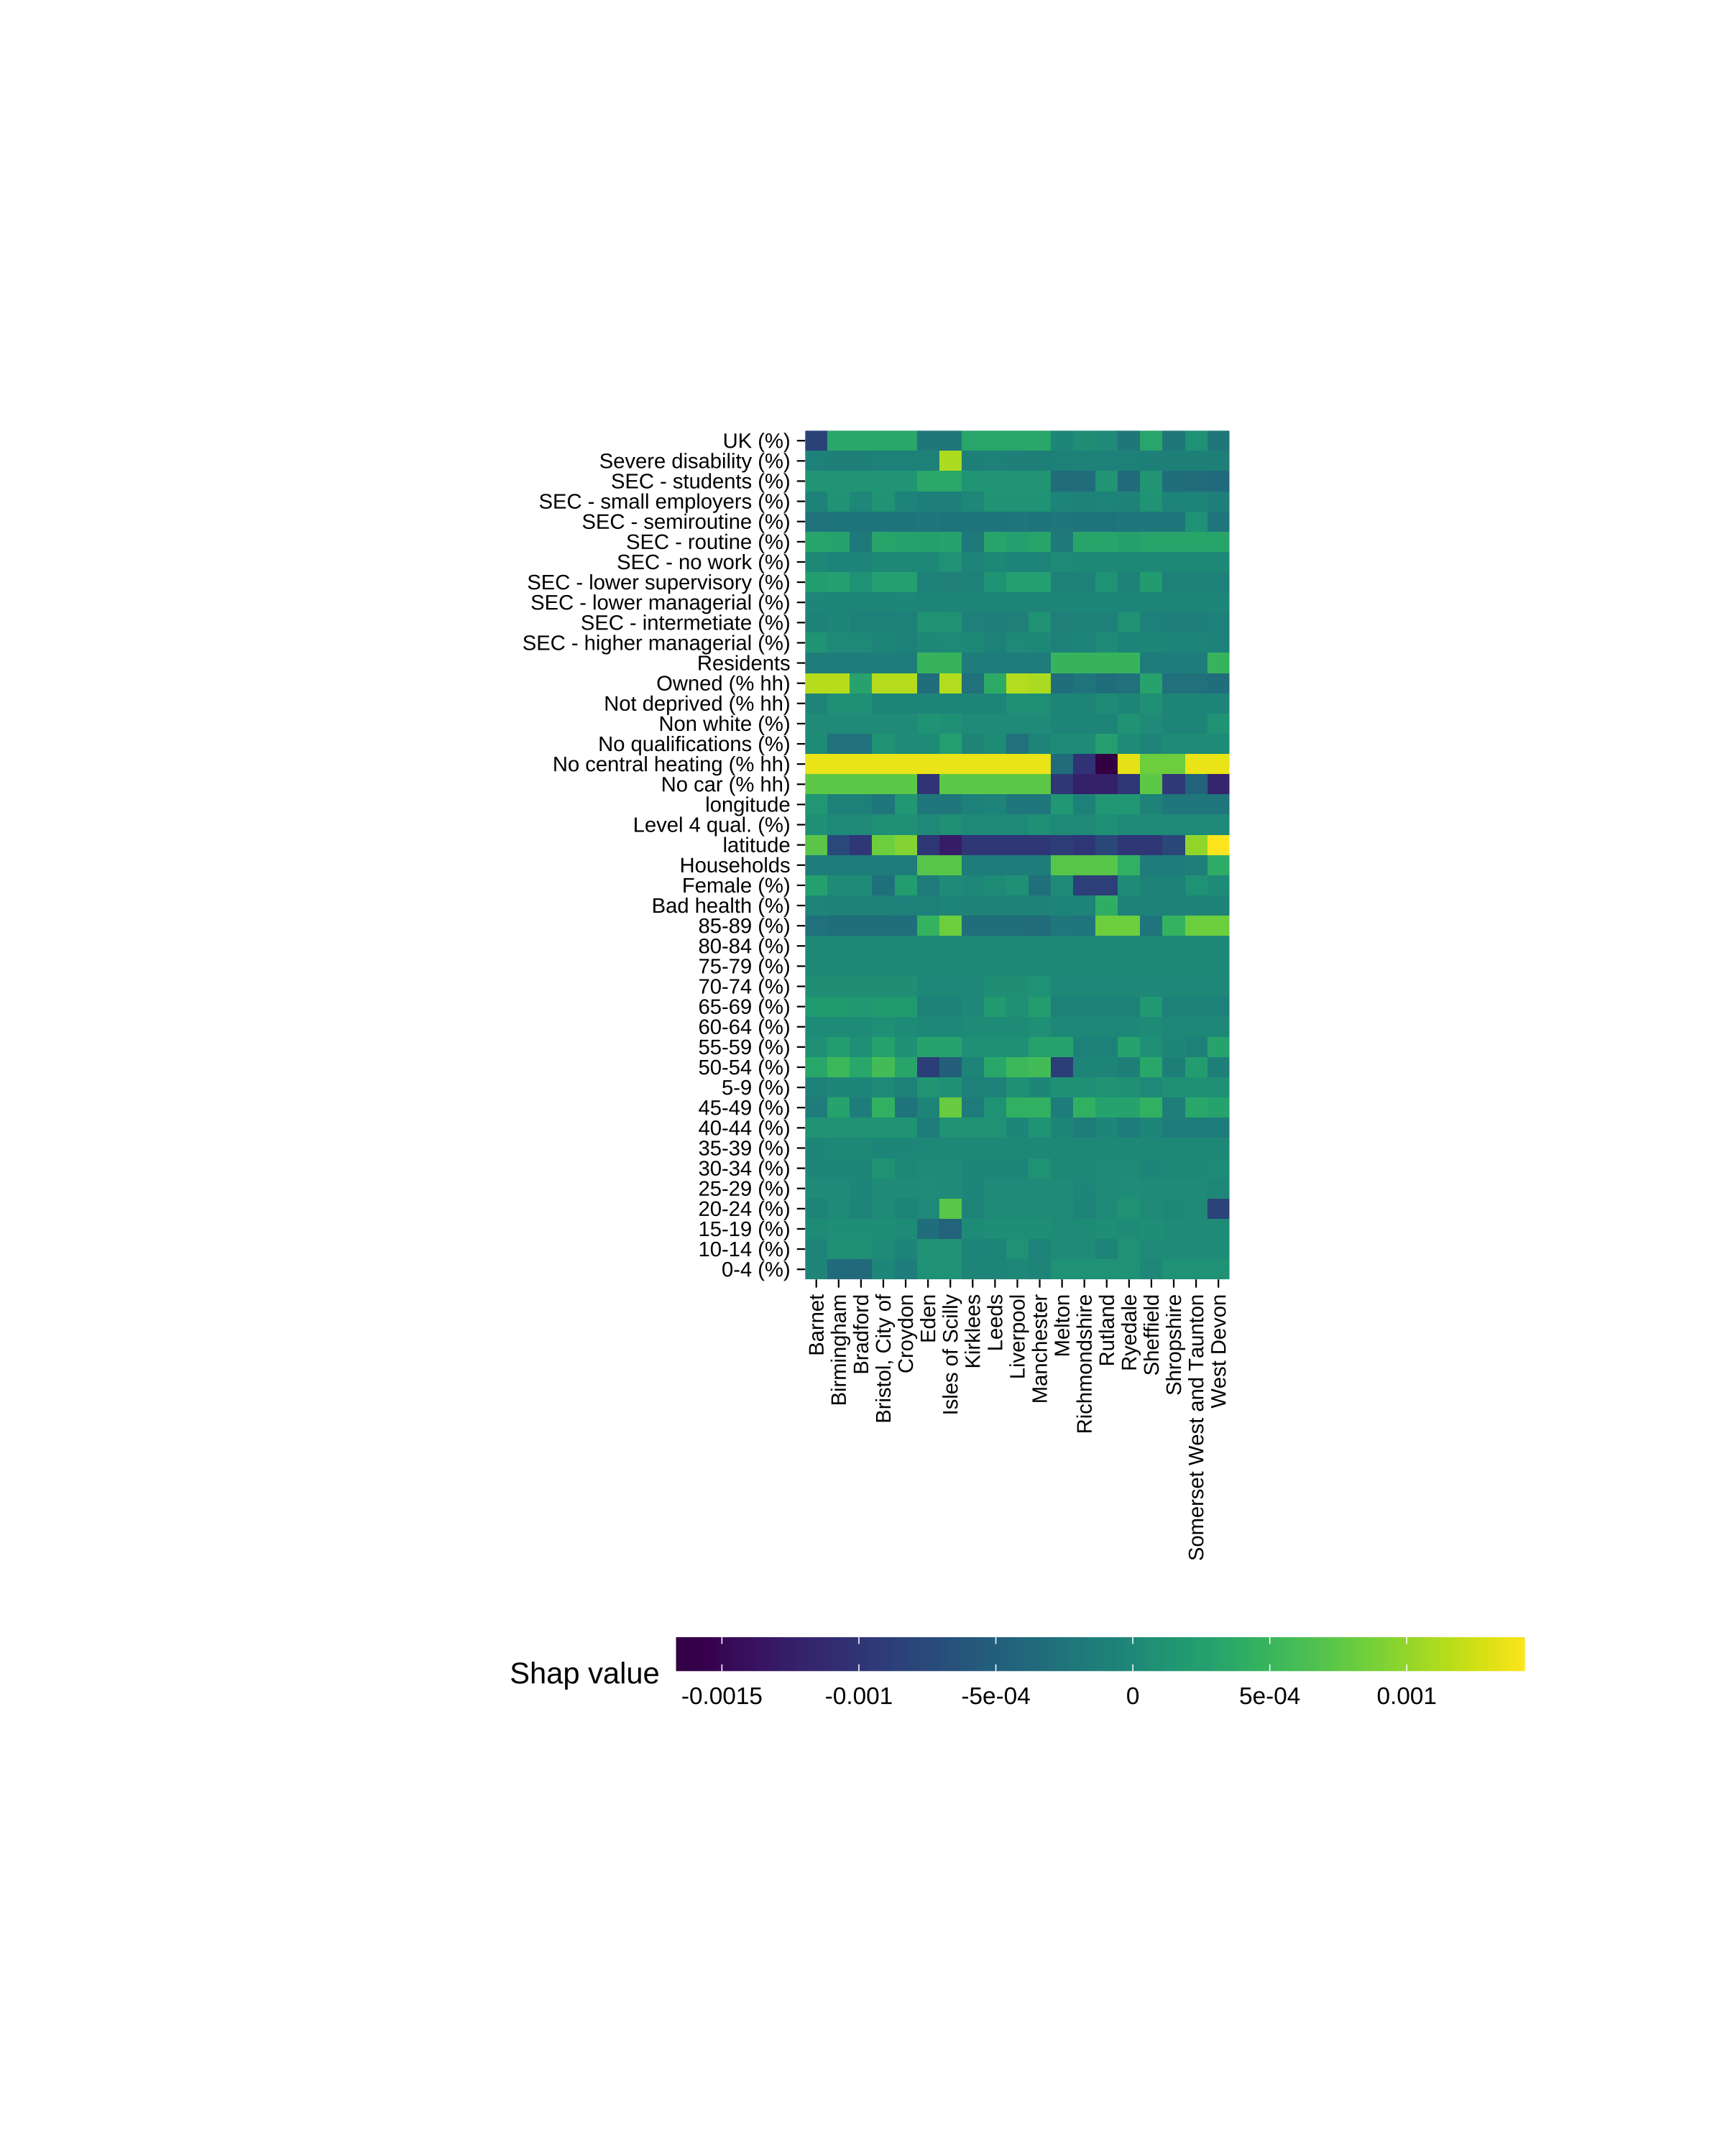 UK (%)
Severe disability (%)
SEC - students (%)
SEC - small employers (%)
SEC - semiroutine (%)
SEC - routine (%)
SEC - no work (%)
SEC - lower supervisory (%)
SEC - lower managerial (%)
SEC - intermetiate (%)
SEC - higher managerial (%)
Residents
Owned (% hh)
Not deprived (% hh)
Non white (%)
No qualifications (%)
No central heating (% hh)
No car (% hh)
longitude
Level 4 qual. (%)
latitude
Households
Female (%)
Bad health (%)
85-89 (%)
80-84 (%)
75-79 (%)
70-74 (%)
65-69 (%)
60-64 (%)
55-59 (%)
50-54 (%)
5-9 (%)
45-49 (%)
40-44 (%)
35-39 (%)
30-34 (%)
25-29 (%)
20-24 (%)
15-19 (%)
10-14 (%)
0-4 (%)
Barnet
Birmingham
Bradford
Bristol, City of
Croydon
Eden
Isles of Scilly
Kirklees
Leeds
Liverpool
Manchester
Melton
Richmondshire
Rutland
Ryedale
Sheffield
Shropshire
Somerset West and Taunton
West Devon
Shap value
-0.0015 -0.001 -5e-04 0 5e-04 0.001